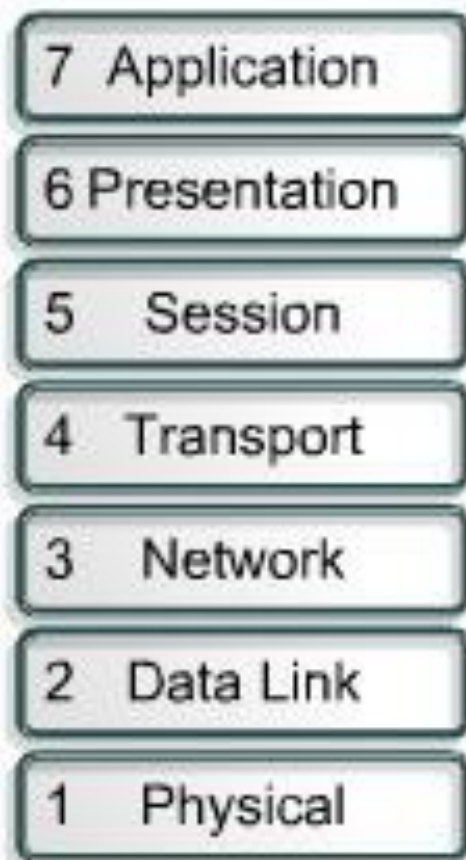 7 Application
6 Presentation
5 Session
4 Transport
3 Network
2 Data Link
1 Physical